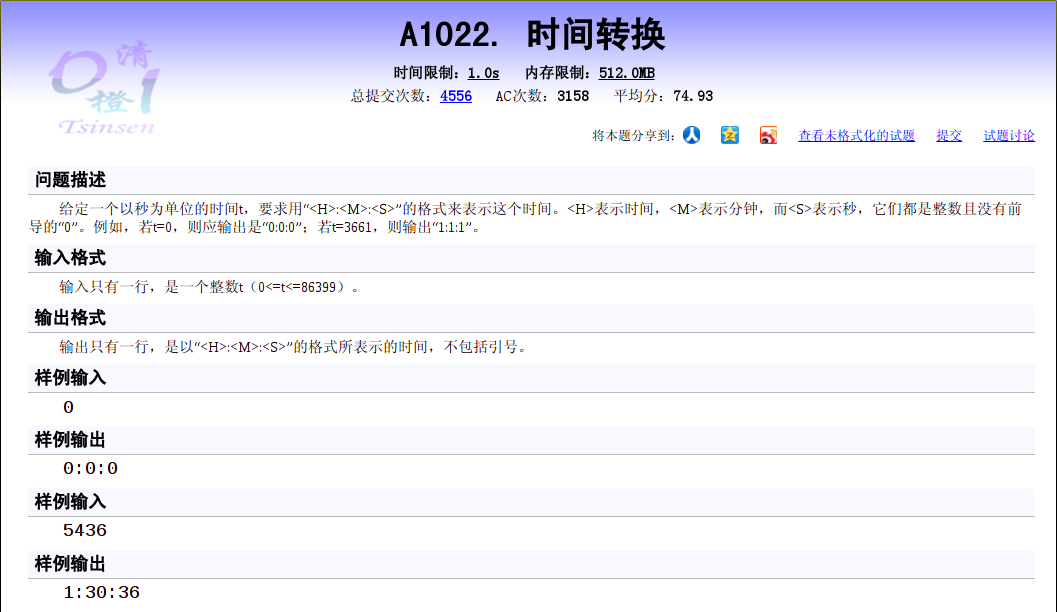 A1022. 时间转换
时间限制：1.0s 内存限制：512.0MB
总提交次数：4556 AC次数：3158 平均分：74.93
清
橙
Tsinsen
将本题分享到： 查看未格式化的试题 提交 试题讨论
问题描述
给定一个以秒为单位的时间t，要求用“<H>:<M>:<S>”的格式来表示这个时间。<H>表示时间，<M>表示分钟，而<S>表示秒，它们都是整数且没有前
导的“0”。例如，若t=0，则应输出是“0:0:0”；若t=3661，则输出“1:1:1”。
输入格式
输入只有一行，是一个整数t（0<=t<=86399）。
输出格式
输出只有一行，是以“<H>:<M>:<S>”的格式所表示的时间，不包括引号。
样例输入
0
样例输出
0:0:0
样例输入
5436
样例输出
1:30:36